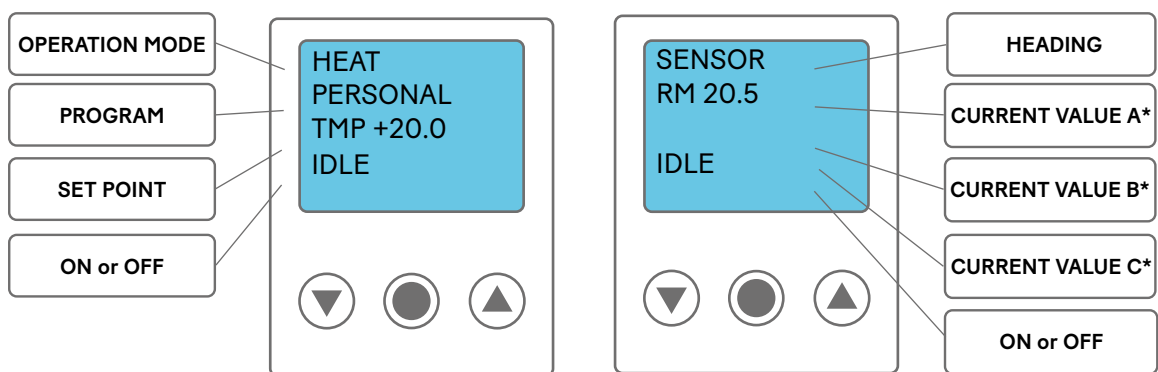 OPERATION MODE
PROGRAM
SET POINT
ON or OFF
HEAT
PERSONAL
TMP +20.0
IDLE
SENSOR
RM 20.5
IDLE
HEADING
CURRENT VALUE A*
CURRENT VALUE B*
CURRENT VALUE C*
ON or OFF